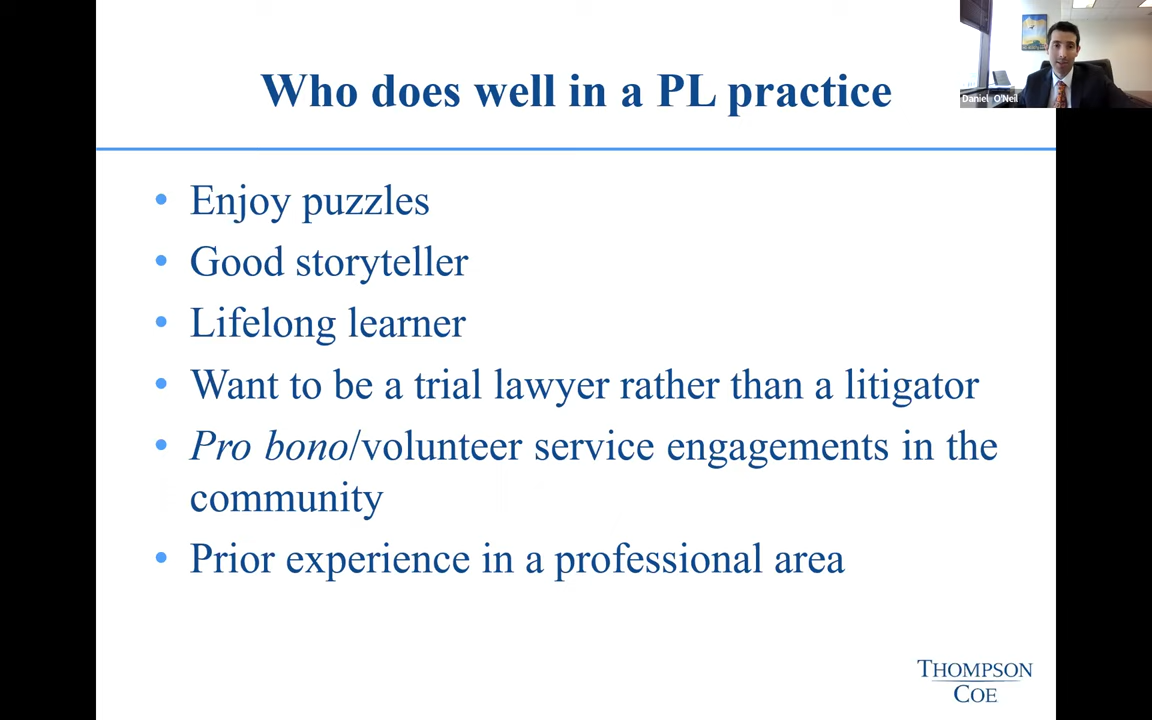 Who does well in a PL practice
Daniel O'Neil
• Enjoy puzzles
• Good storyteller
• Lifelong learner
• Want to be a trial lawyer rather than a litigator
• Pro bono/volunteer service engagements in the
community
• Prior experience in a professional area
THOMPSON
COE